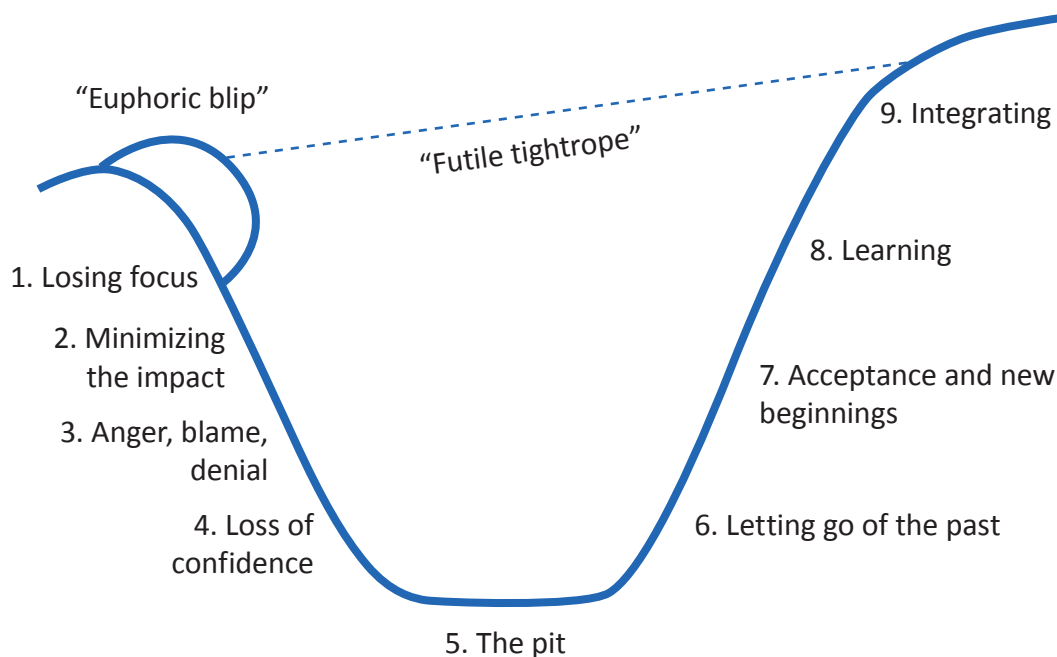 “Euphoric blip”
“Futile tightrope”
1. Losing focus
2. Minimizing
the impact
3. Anger, blame,
denial
4. Loss of
confidence
5. The pit
6. Letting go of the past
7. Acceptance and new
beginnings
8. Learning
9. Integrating